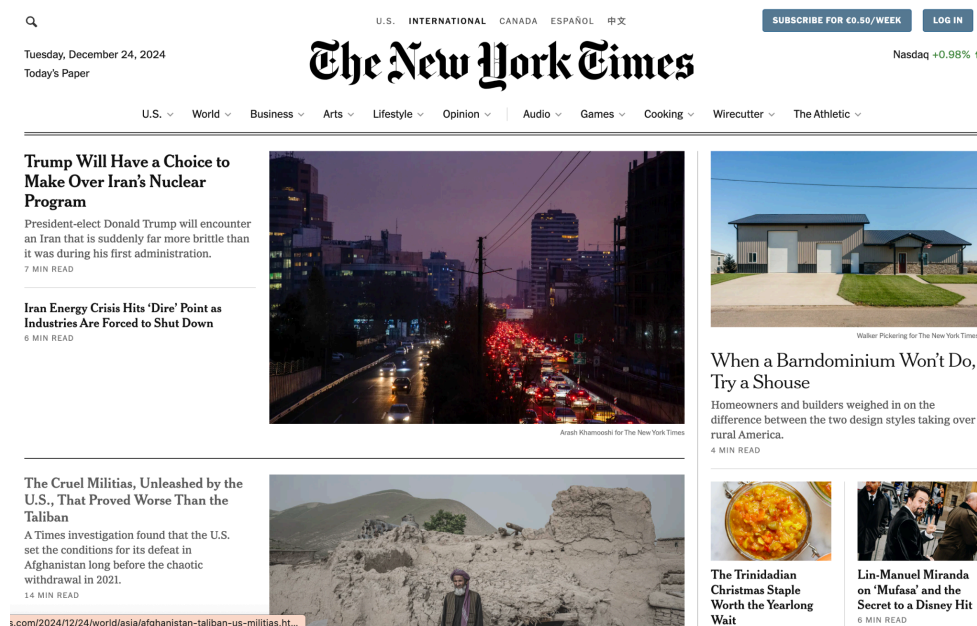 U.S. INTERNATIONAL CANADA ESPAÑOL 中文
SUBSCRIBE FOR €0.50/WEEK
LOG IN
Tuesday, December 24, 2024
Today's Paper
The New York Times
Nasdaq +0.98%
U.S. World Business Arts Lifestyle Opinion Audio Games Cooking Wirecutter The Athletic
Trump Will Have a Choice to
Make Over Iran's Nuclear
Program
President-elect Donald Trump will encounter
an Iran that is suddenly far more brittle than
it was during his first administration.
7 MIN READ
Iran Energy Crisis Hits 'Dire' Point as
Industries Are Forced to Shut Down
6 MIN READ
Arash Khamooshi for The New York Times
The Cruel Militias, Unleashed by the
U.S., That Proved Worse Than the
Taliban
A Times investigation found that the U.S.
set the conditions for its defeat in
Afghanistan long before the chaotic
withdrawal in 2021.
14 MIN READ
Walker Pickering for The New York Times
When a Barndominium Won't Do,
Try a Shouse
Homeowners and builders weighed in on the
difference between the two design styles taking over
rural America.
4 MIN READ
The Trinidadian
Christmas Staple
Worth the Yearlong
Wait
Lin-Manuel Miranda
on 'Mufasa' and the
Secret to a Disney Hit
6 MIN READ
s.com/2024/12/24/world/asia/afghanistan-taliban-us-militias.ht...